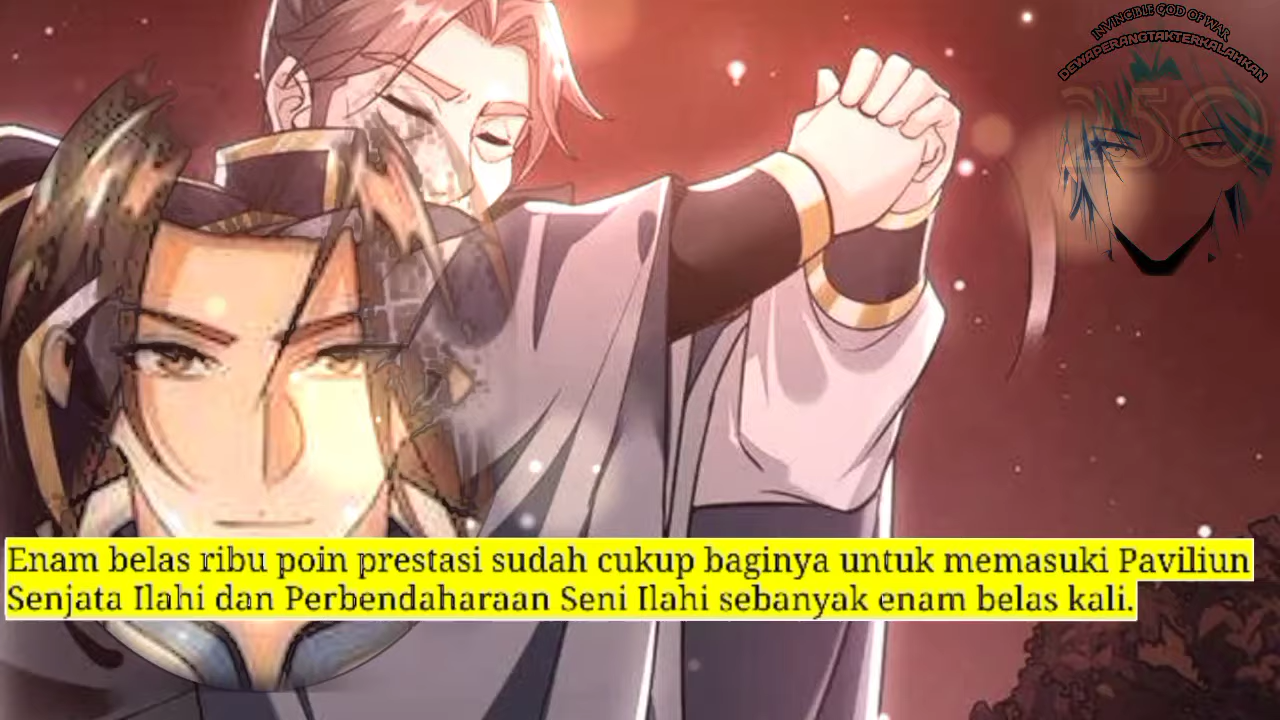 INVINCIBLE GOD OF WAR
DEWAPERANGTAKTERKALAHKAN
250
Enam belas ribu poin prestasi sudah cukup baginya untuk memasuki Paviliun
Senjata Ilahi dan Perbendaharaan Seni Ilahi sebanyak enam belas kali.